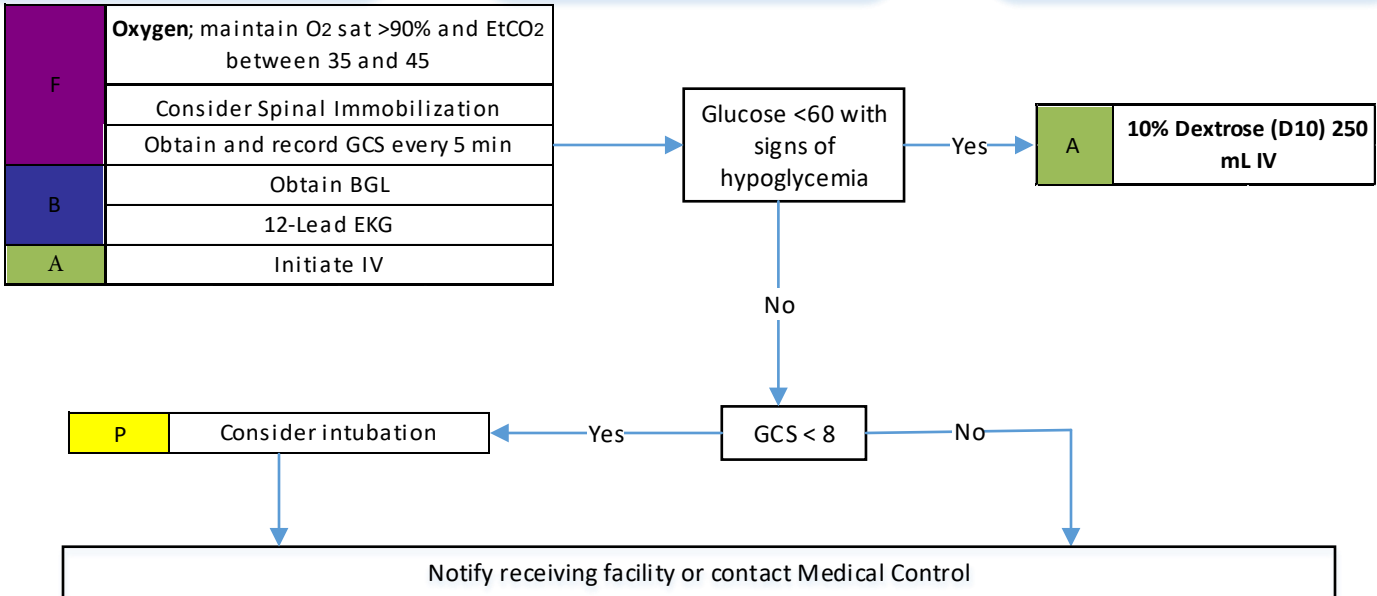 F
Oxygen; maintain O2 sat >90% and EtCO2
between 35 and 45
Consider Spinal Immobilization
Obtain and record GCS every 5 min
B
Obtain BGL
12-Lead EKG
A
Initiate IV
Glucose <60 with
signs of
hypoglycemia
Yes
A
10% Dextrose (D10) 250
mL IV
No
GCS < 8
Yes
No
P
Consider intubation
Notify receiving facility or contact Medical Control